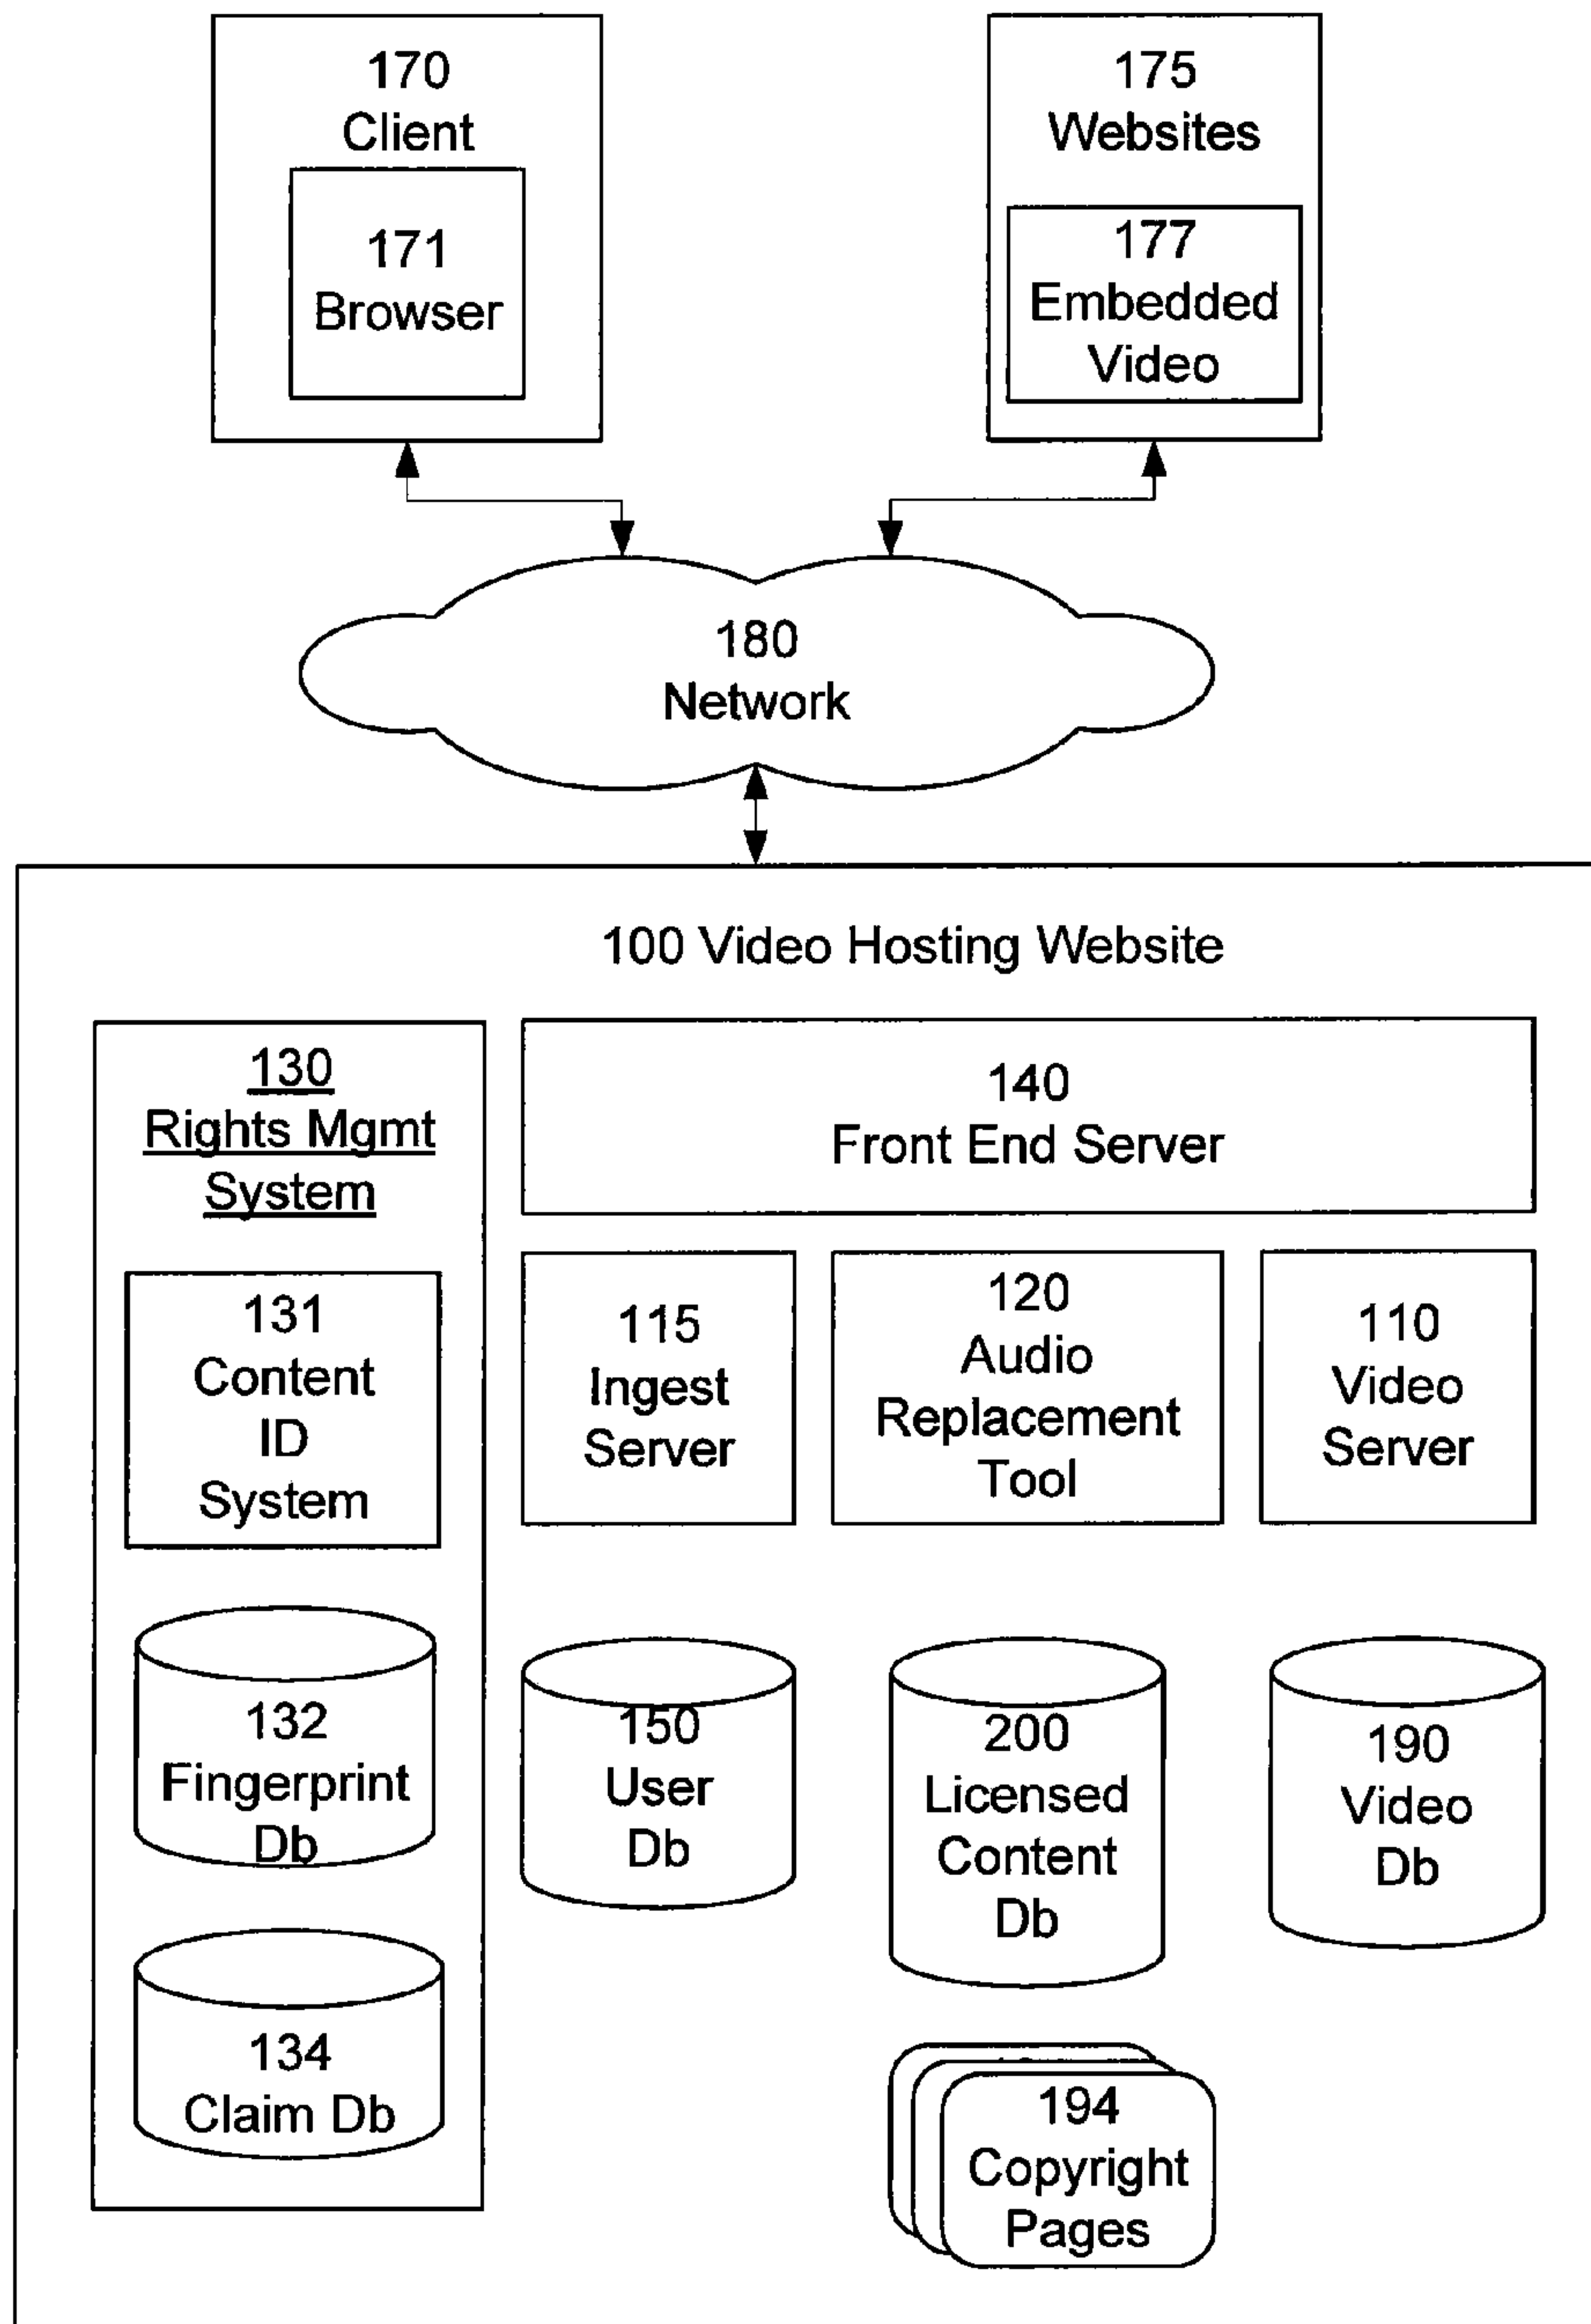 170
Client
171
Browser
175
Websites
177
Embedded
Video
180
Network
100 Video Hosting Website
130
Rights Mgmt
System
131
Content
ID
System
132
Fingerprint
Db
134
Claim Db
140
Front End Server
115
Ingest
Server
120
Audio
Replacement
Tool
110
Video
Server
150
User
Db
200
Licensed
Content
Db
190
Video
Db
194
Copyright
Pages